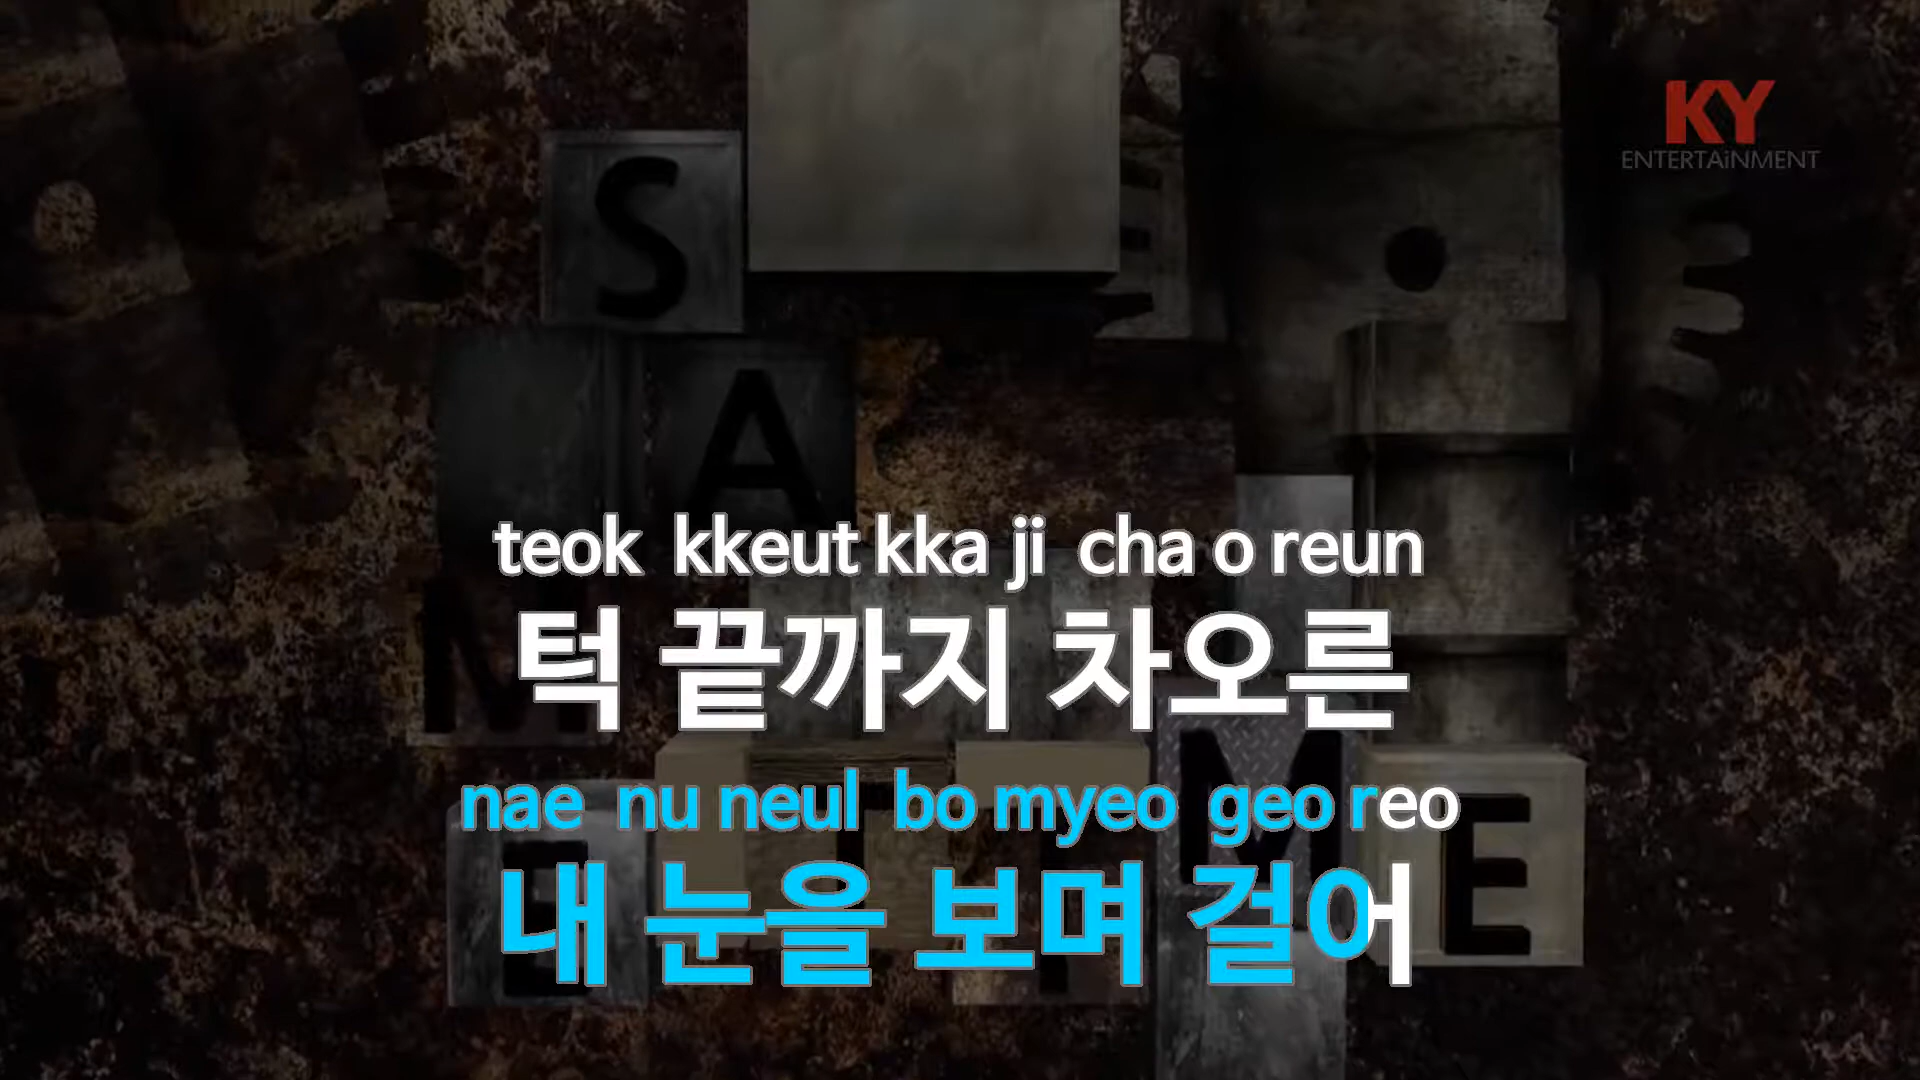 KY
ENTERTAiNMENT
S
A
teok kkeut kka ji cha o reun
턱 끝까지 차오른
M
M
nae nu neul bo myeo geo reo
내 눈을 보며 걸어
E
E